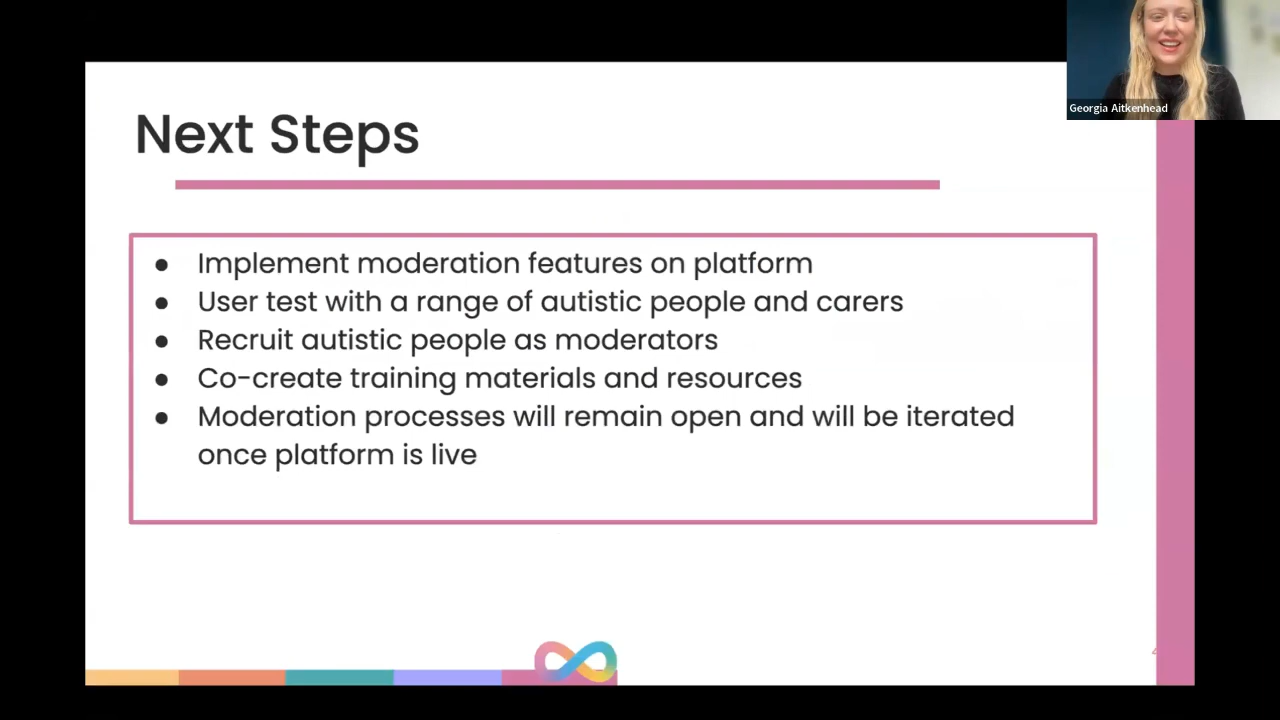 Georgia Aitkenhead
Next Steps
● Implement moderation features on platform
● User test with a range of autistic people and carers
● Recruit autistic people as moderators
● Co-create training materials and resources
● Moderation processes will remain open and will be iterated
once platform is live